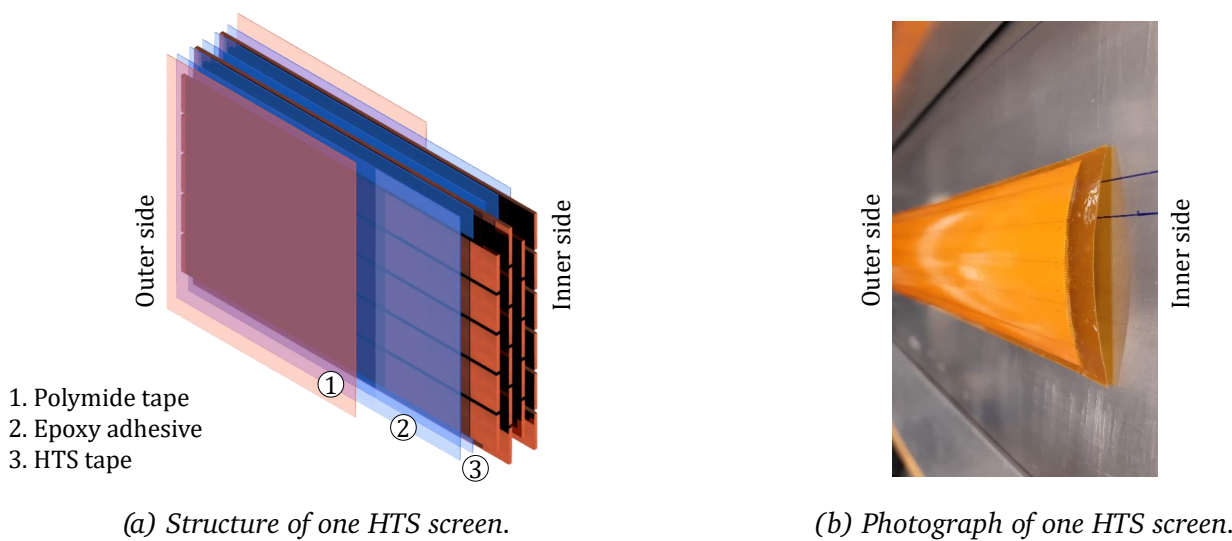 Outer side
Inner side
1
2
3
1. Polymide tape
2. Epoxy adhesive
3. HTS tape
(a) Structure of one HTS screen.
Outer side
Inner side
(b) Photograph of one HTS screen.